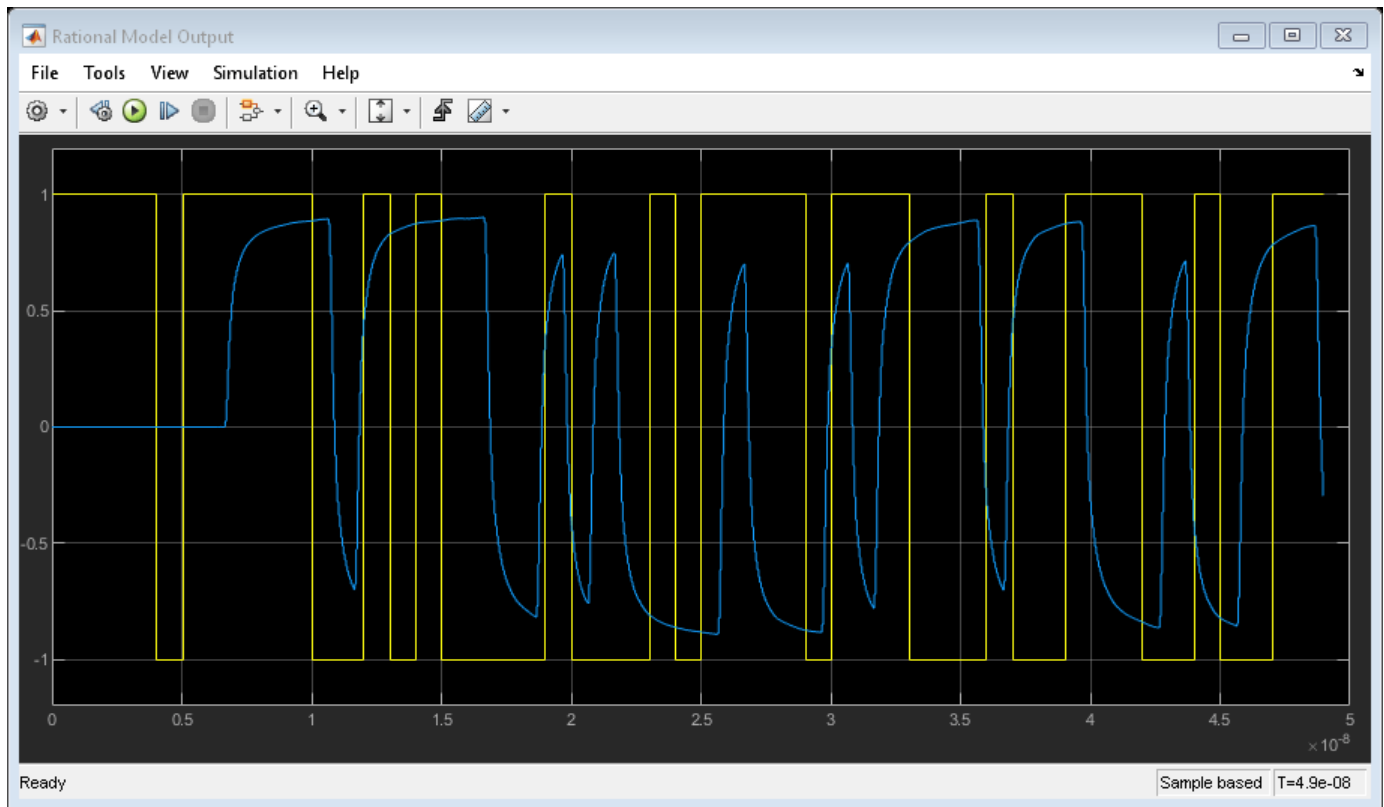 Rational Model Output
File Tools View Simulation Help
1
0.5
0
-0.5
-1
0 0.5 1 1.5 2 2.5 3 3.5 4 4.5 5
×10-8
Ready Sample based T=4.9e-08